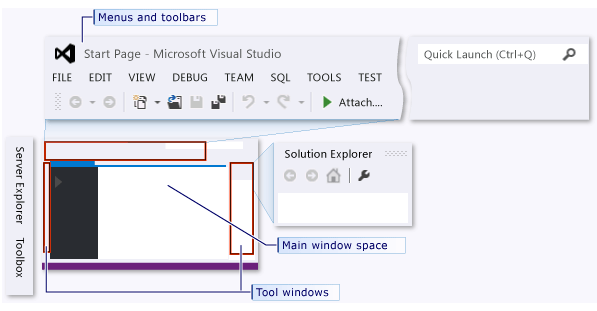 Menus and toolbars
Start Page - Microsoft Visual Studio
Quick Launch (Ctrl+Q)
FILE EDIT VIEW DEBUG TEAM SQL TOOLS TEST
Attach....
Server Explorer
Toolbox
Solution Explorer
Main window space
Tool windows